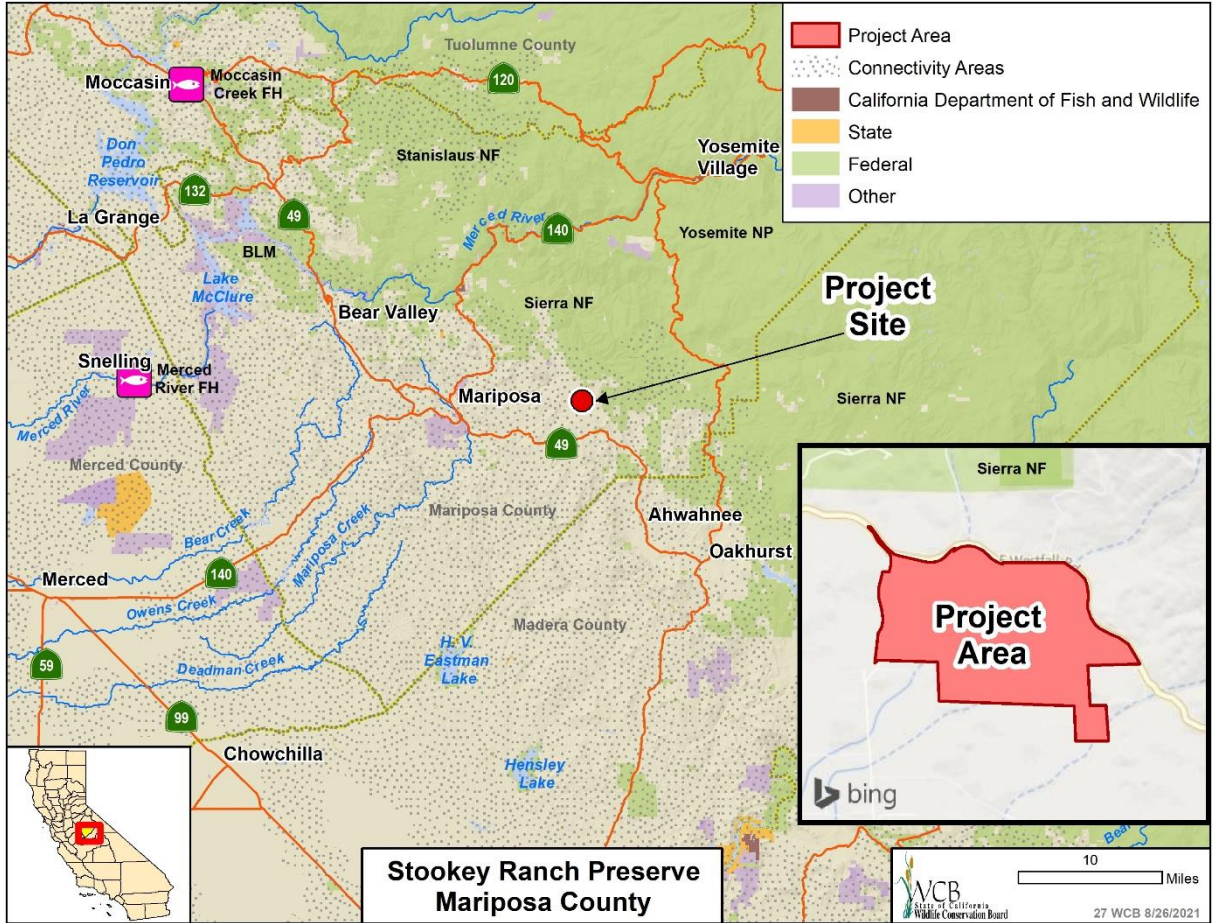 Tuolumne County
Moccasin
Moccasin
Creek FH
120
Stanislaus NF
Yosemite
Village
Don
Pedro
Reservoir
132
La Grange
49
Merced River
140
Yosemite NP
BLM
Lake
McClure
Sierra NF
Bear Valley
Project
Site
Snelling
Merced
River FH
Mariposa
Sierra NF
Merced River
49
Merced County
Mariposa County
Ahwahnee
Oakhurst
Bear Creek
Mariposa Creek
Merced
140
Owens Creek
Madera County
H. V.
Eastman
Lake
Deadman Creek
59
99
Chowchilla
Hensley
Lake
Project Area
Connectivity Areas
California Department of Fish and Wildlife
State
Federal
Other
Sierra NF
E Westfall
Project
Area
bing
Bear
Stookey Ranch Preserve
Mariposa County
WCB
State of California
Wildlife Conservation Board
10
Miles
27 WCB 8/26/2021